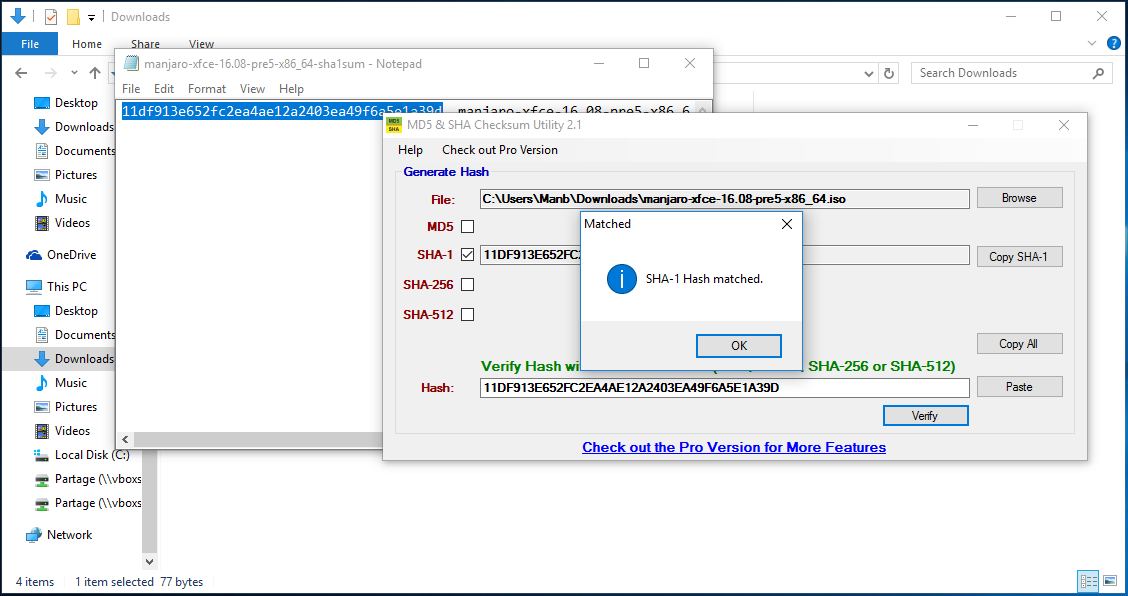 Downloads
File Home Share View
Search Downloads
Desktop
Downloads
Documents
Pictures
Music
Videos
OneDrive
This PC
Desktop
Documents
Downloads
Music
Pictures
Videos
Local Disk (C:)
Partage (\\vboxs
Partage (\\vboxs
Network
4 items 1 item selected 77 bytes
manjaro-xfce-16.08-pre5-x86_64-sha1sum - Notepad
File Edit Format View Help
11df913e652fc2ea4ae12a2403ea49f6a5e1a39d manjaro-xfce-16.08-pre5-x86_6
MD5 SHA
MD5 & SHA Checksum Utility 2.1
Help Check out Pro Version
Generate Hash
File: C:\Users\Manb\Downloads\manjaro-xfce-16.08-pre5-x86_64.iso Browse
MD5
SHA-1 11DF913E652FC2 Copy SHA-1
SHA-256
SHA-512
Copy All
Verify Hash wi SHA-256 or SHA-512)
Hash: 11DF913E652FC2EA4AE12A2403EA49F6A5E1A39D Paste
Verify
Check out the Pro Version for More Features
Matched
SHA-1 Hash matched.
OK